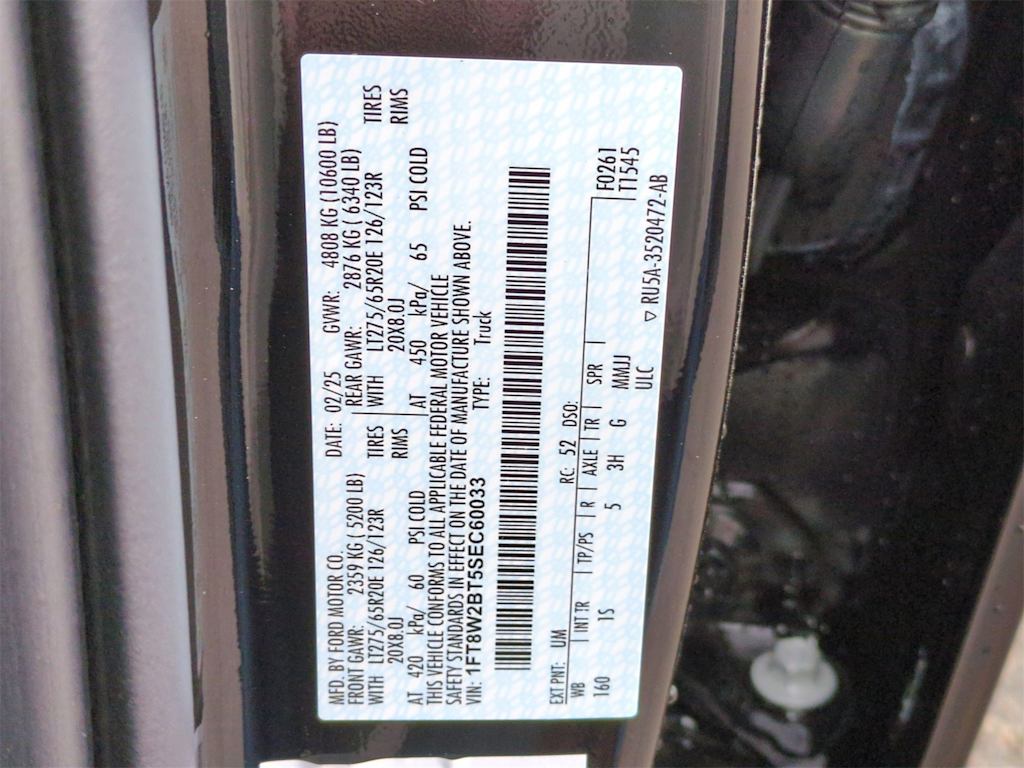 MFD. BY FORD MOTOR CO. DATE: 02/25 GVWR: 4808 KG (10600 LB)
FRONT GAWR: 2359 KG ( 5200 LB) REAR GAWR: 2876 KG ( 6340 LB)
WITH LT275/65R20E 126/123R TIRES WITH LT275/65R20E 126/123R TIRES
20X8.0J RIMS 20X8.0J RIMS
AT 420 kPa/ 60 PSI COLD AT 450 kPa/ 65 PSI COLD
THIS VEHICLE CONFORMS TO ALL APPLICABLE FEDERAL MOTOR VEHICLE
SAFETY STANDARDS IN EFFECT ON THE DATE OF MANUFACTURE SHOWN ABOVE.
VIN: 1FT8W2BT5SEC60033 TYPE: Truck
EXT PNT: UM RC: 52 DSO:
WB INT TR TP/PS R AXLE TR SPR F0261
160 1S 5 3H G MMJJ T1545
ULC ▽ RU5A-3520472-AB